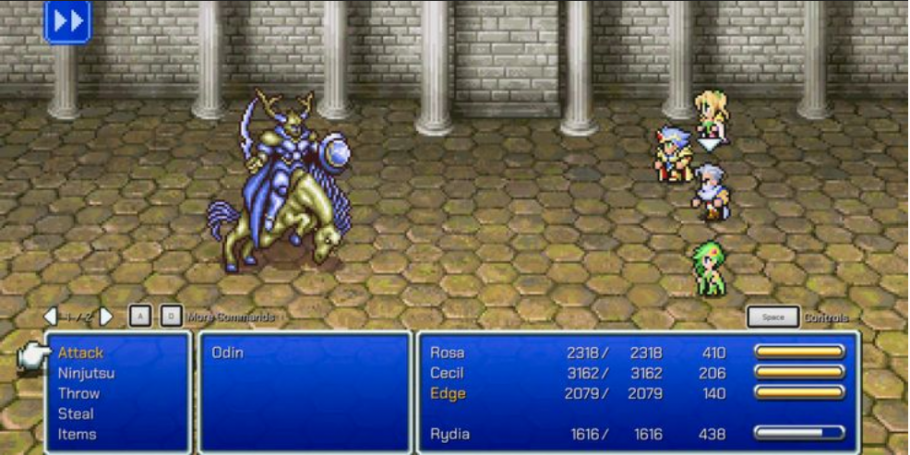 1 / 2 A D More Commands
Space Controls
Attack
Ninjutsu
Throw
Steal
Items
Odin
Rosa 2318/ 2318 410
Cecil 3162/ 3162 206
Edge 2079/ 2079 140
Rydia 1616/ 1616 438